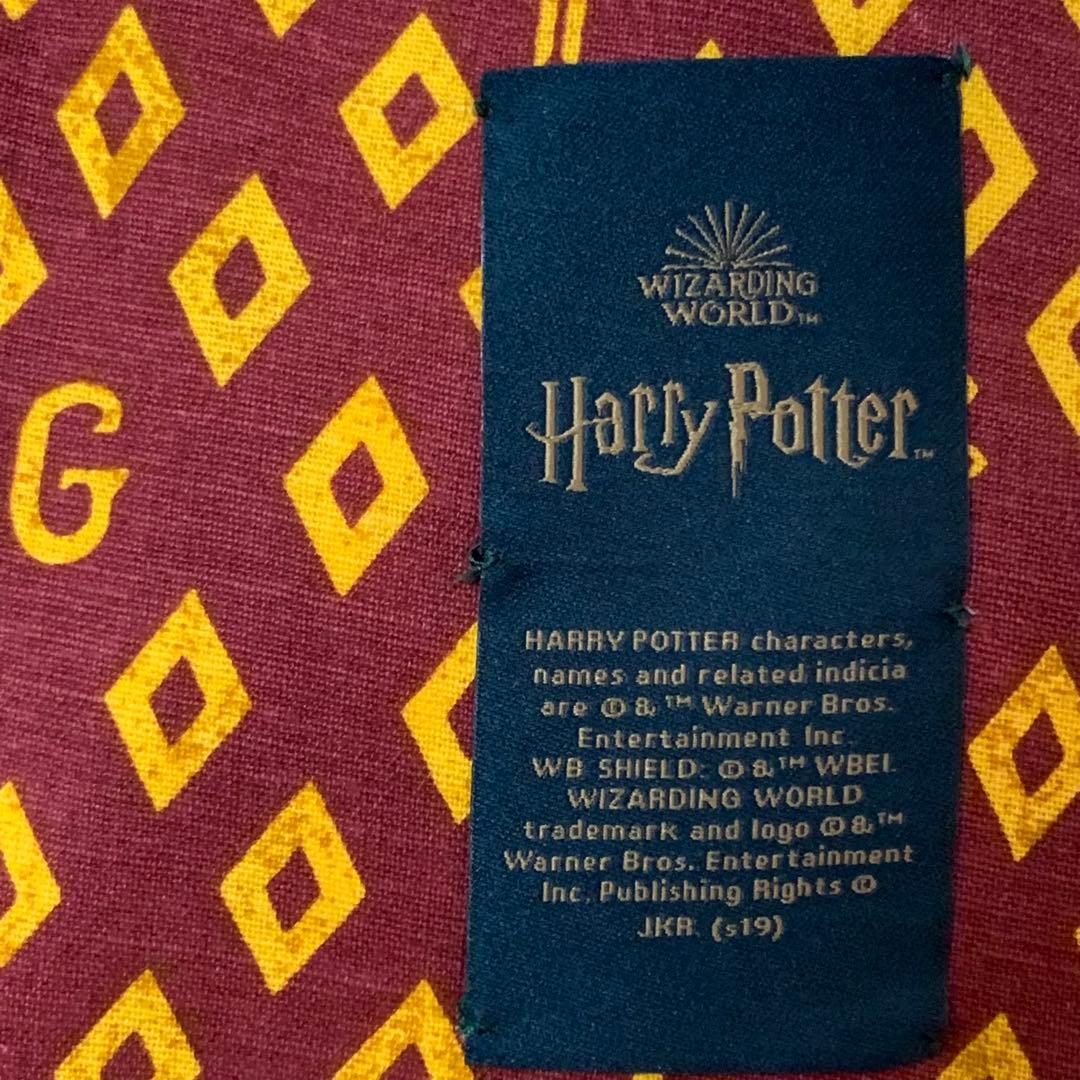 G
WIZARDING
WORLD™
Harry Potter™
HARRY POTTER characters,
names and related indicia
are © & ™ Warner Bros.
Entertainment Inc.
WB SHIELD: © & ™ WBEI.
WIZARDING WORLD
trademark and logo © & ™
Warner Bros. Entertainment
Inc. Publishing Rights ©
JKR. (s19)